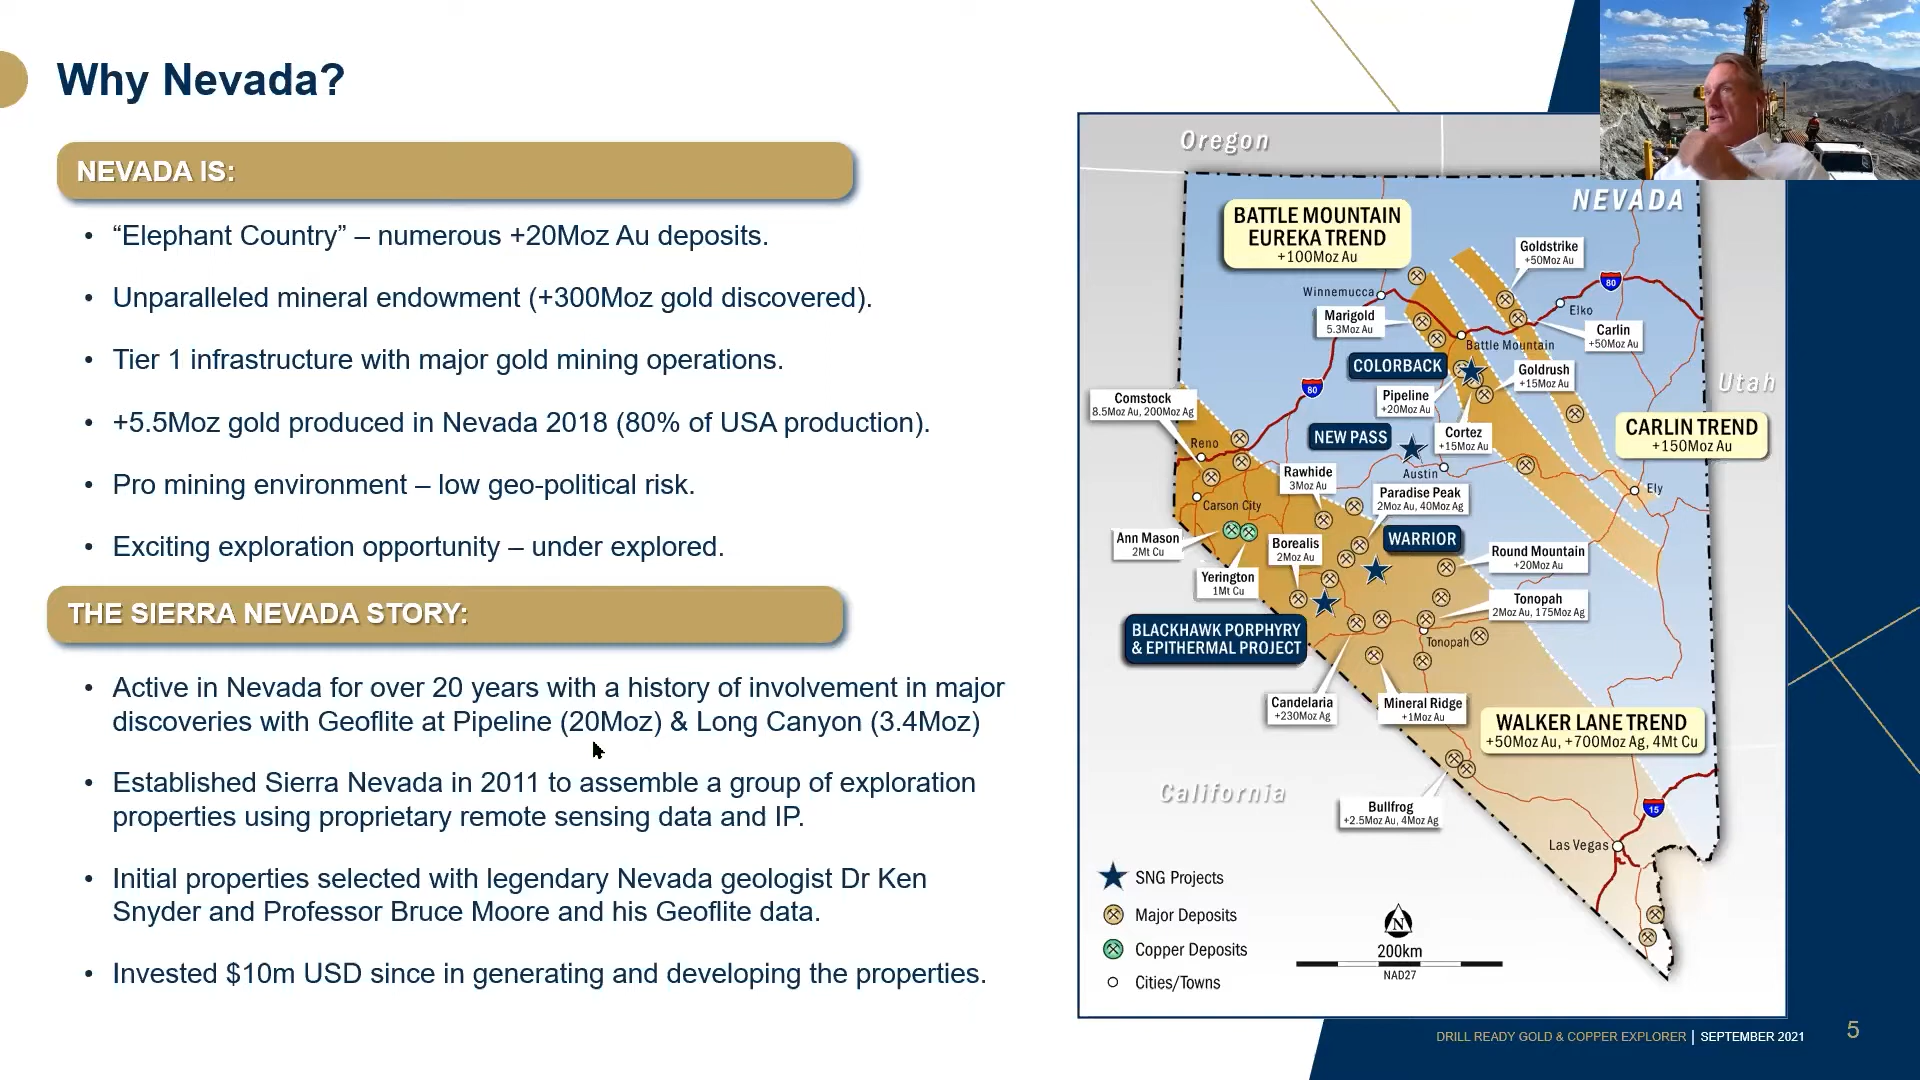 Why Nevada?
NEVADA IS:
• “Elephant Country” – numerous +20Moz Au deposits.
• Unparalleled mineral endowment (+300Moz gold discovered).
• Tier 1 infrastructure with major gold mining operations.
• +5.5Moz gold produced in Nevada 2018 (80% of USA production).
• Pro mining environment – low geo-political risk.
• Exciting exploration opportunity – under explored.
THE SIERRA NEVADA STORY:
• Active in Nevada for over 20 years with a history of involvement in major
discoveries with Geoflite at Pipeline (20Moz) & Long Canyon (3.4Moz)
• Established Sierra Nevada in 2011 to assemble a group of exploration
properties using proprietary remote sensing data and IP.
• Initial properties selected with legendary Nevada geologist Dr Ken
Snyder and Professor Bruce Moore and his Geoflite data.
• Invested $10m USD since in generating and developing the properties.
Oregon
NEVADA
BATTLE MOUNTAIN
EUREKA TREND
+100Moz Au
Goldstrike
+50Moz Au
80
Winnemucca
Elko
Marigold
5.3Moz Au
Carlin
+50Moz Au
Battle Mountain
COLORBACK
Goldrush
+15Moz Au
Utah
80
Pipeline
+20Moz Au
Comstock
8.5Moz Au, 200Moz Ag
CARLIN TREND
+150Moz Au
NEW PASS
Cortez
+15Moz Au
Reno
Austin
Rawhide
3Moz Au
Ely
Paradise Peak
2Moz Au, 40Moz Ag
Carson City
Ann Mason
2Mt Cu
Borealis
2Moz Au
WARRIOR
Round Mountain
+20Moz Au
Yerington
1Mt Cu
Tonopah
2Moz Au, 175Moz Ag
BLACKHAWK PORPHYRY
& EPITHERMAL PROJECT
Tonopah
Candelaria
+230Moz Ag
Mineral Ridge
+1Moz Au
WALKER LANE TREND
+50Moz Au, +700Moz Ag, 4Mt Cu
California
Bullfrog
+2.5Moz Au, 4Moz Ag
15
Las Vegas
SNG Projects
Major Deposits
Copper Deposits
Cities/Towns
N
200km
NAD27
DRILL READY GOLD & COPPER EXPLORER | SEPTEMBER 2021
5